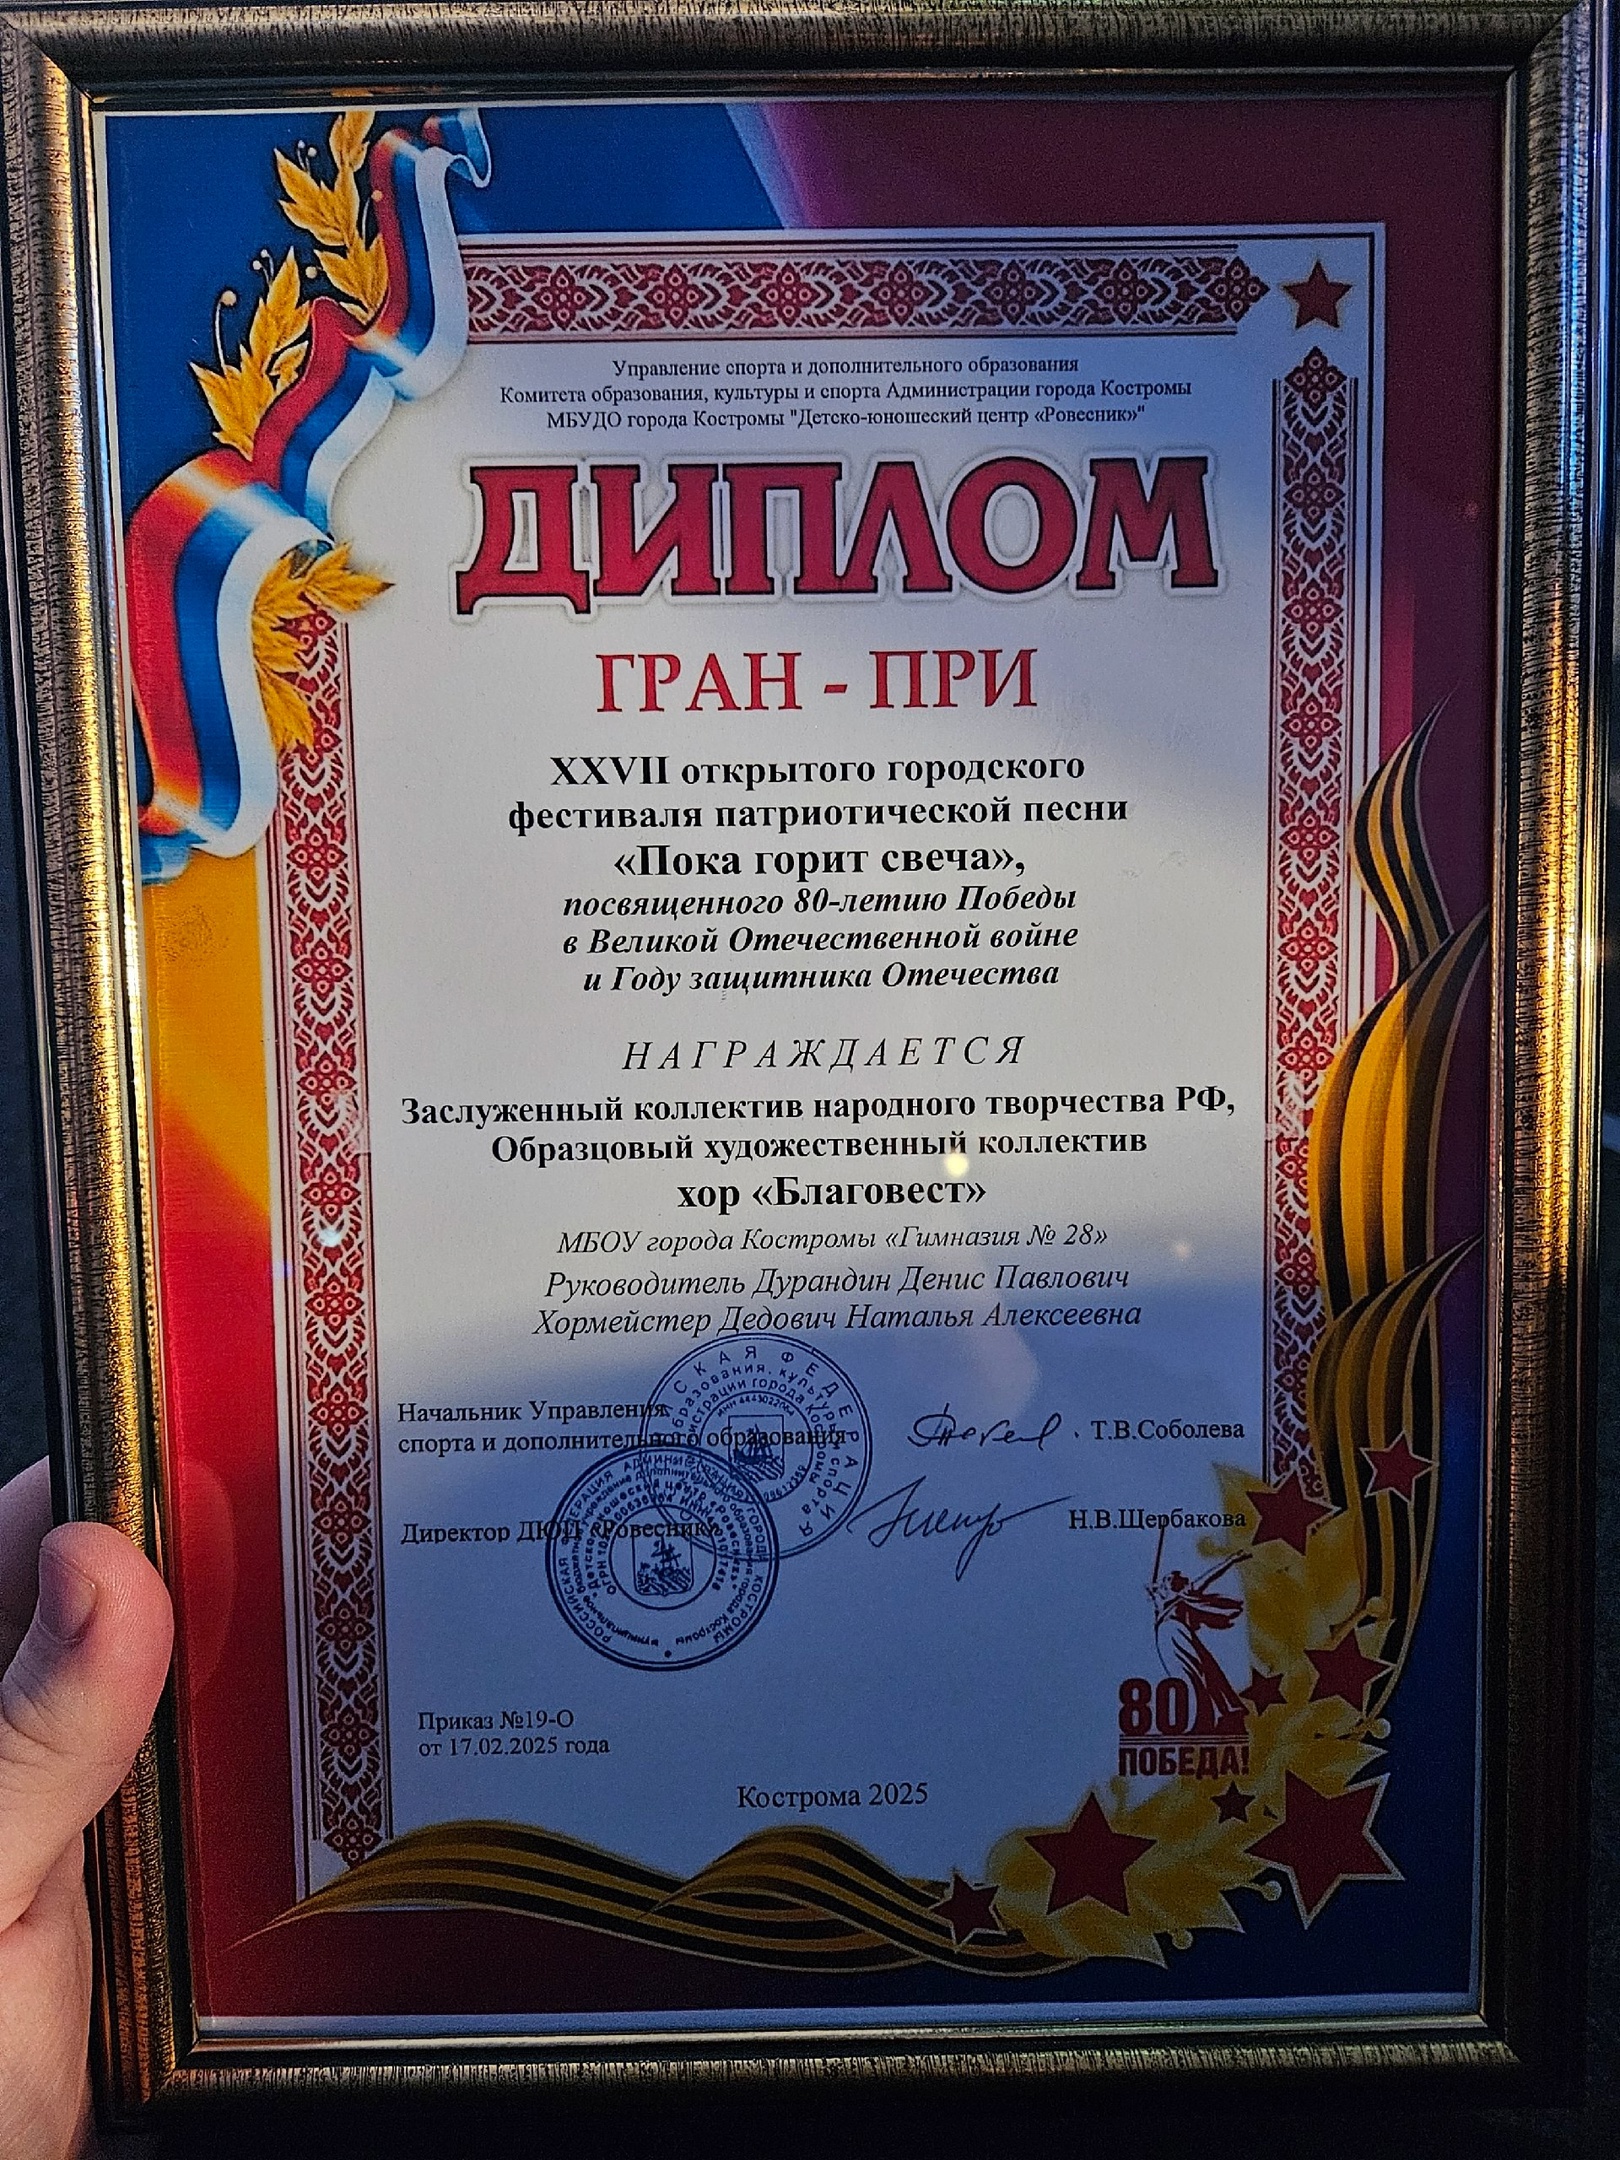 Управление спорта и дополнительного образования
Комитета образования, культуры и спорта Администрации города Костромы
МБУДО города Костромы "Детско-юношеский центр «Ровесник»"
ДИПЛОМ
ГРАН - ПРИ
XXVII открытого городского
фестиваля патриотической песни
«Пока горит свеча»,
посвященного 80-летию Победы
в Великой Отечественной войне
и Году защитника Отечества
НАГРАЖДАЕТСЯ
Заслуженный коллектив народного творчества РФ,
Образцовый художественный коллектив
хор «Благовест»
МБОУ города Костромы «Гимназия № 28»
Руководитель Дурандин Денис Павлович
Хормейстер Дедович Наталья Алексеевна
Начальник Управления
спорта и дополнительного образования
Т.В.Соболева
Директор ДЮЦ «Ровесник»
Н.В.Щербакова
Приказ №19-О
от 17.02.2025 года
80
ПОБЕДА!
Кострома 2025